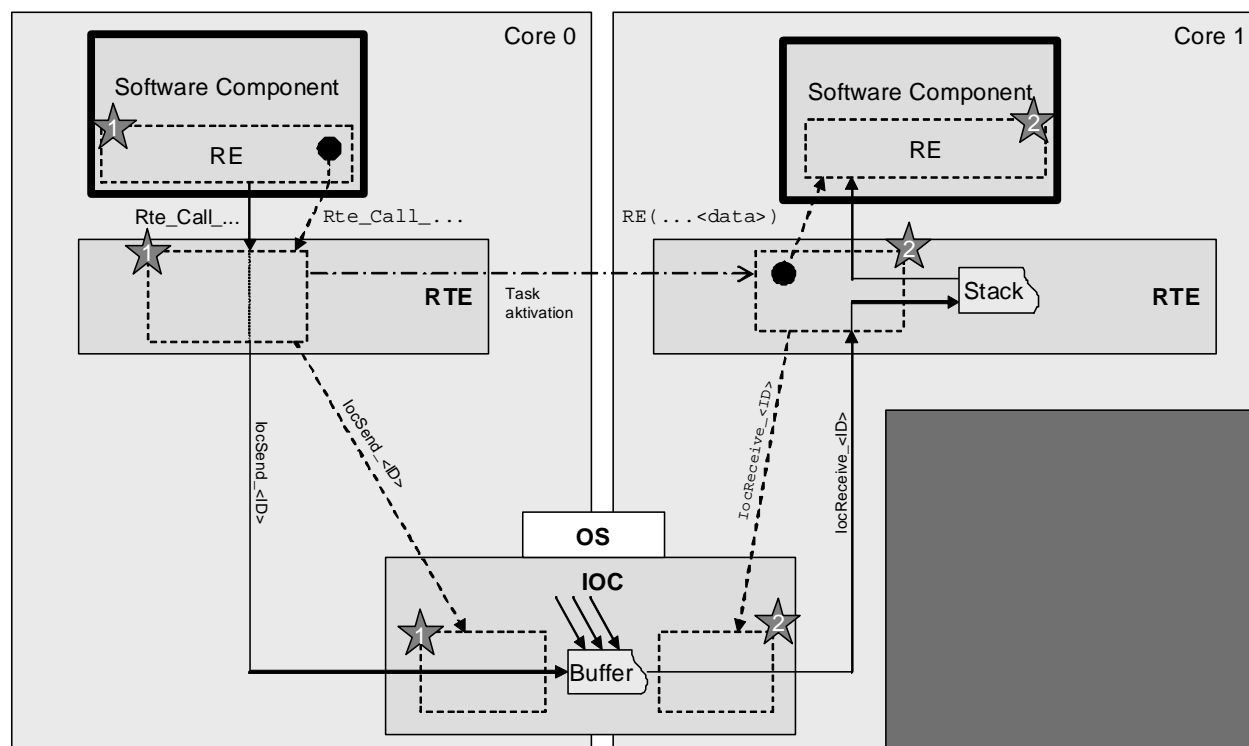 Core 0
Core 1
Software Component
1
RE
Software Component
2
RE
Rte_Call_...
Rte_Call_...
RE(...<data>)
1
RTE
Task
aktivation
2
Stack
RTE
IocSend_<ID>
IocSend_<ID>
IocReceive_<ID>
IocReceive_<ID>
OS
IOC
1
2
Buffer